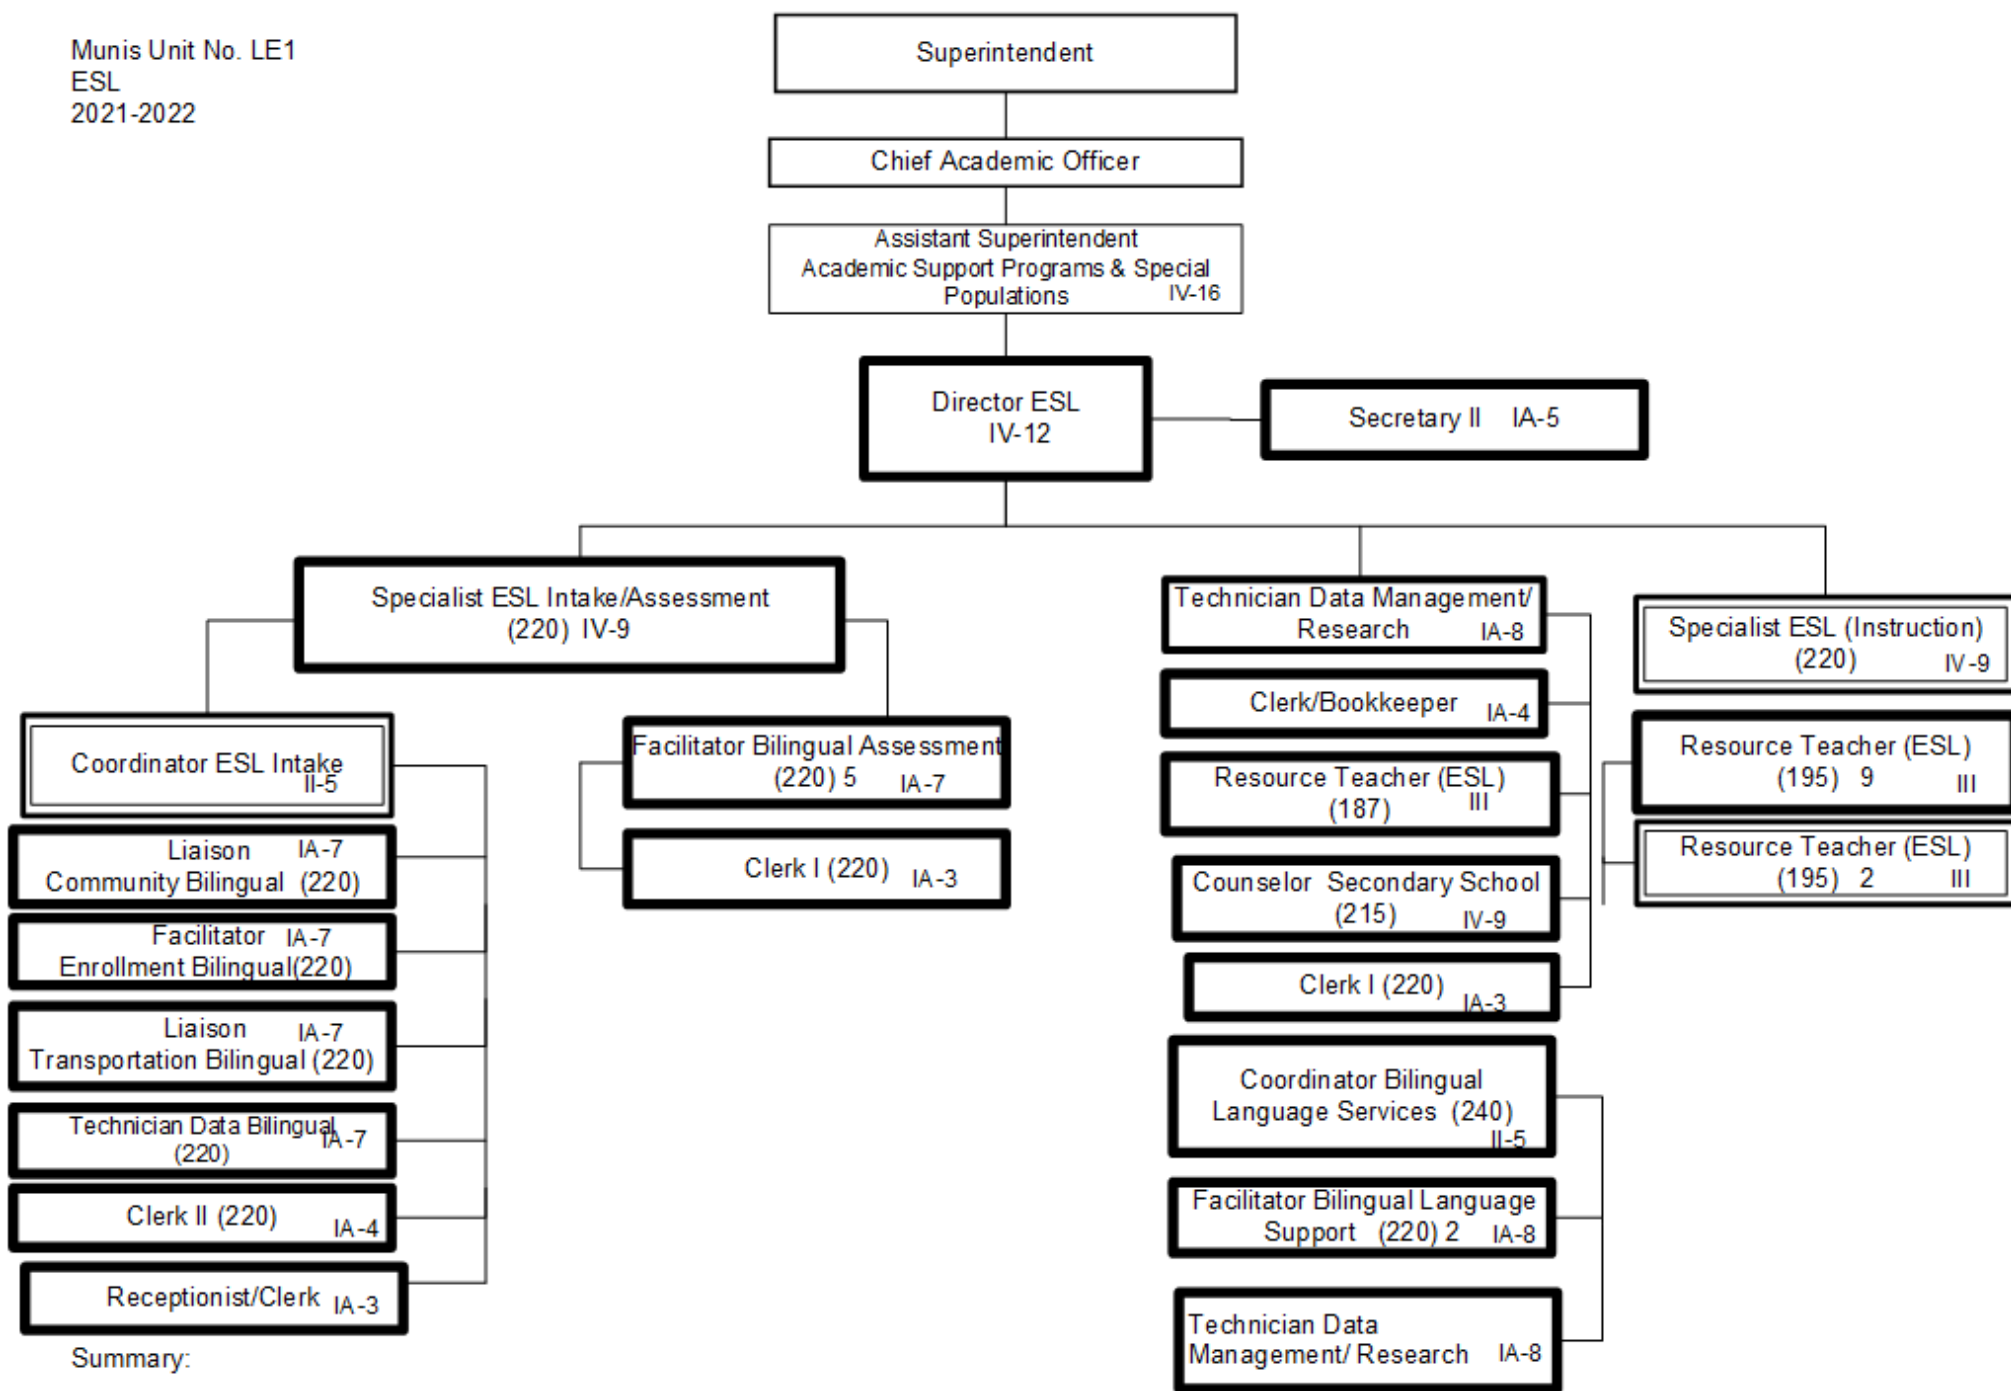 Munis Unit No. LE1
ESL
2021-2022
Superintendent
Chief Academic Officer
Assistant Superintendent
Academic Support Programs & Special
Populations IV-16
Director ESL
IV-12
Secretary II IA-5
Specialist ESL Intake/Assessment
(220) IV-9
Coordinator ESL Intake
II-5
Liaison IA-7
Community Bilingual (220)
Facilitator IA-7
Enrollment Bilingual(220)
Liaison IA-7
Transportation Bilingual (220)
Technician Data Bilingual
(220) IA-7
Clerk II (220) IA-4
Receptionist/Clerk IA-3
Facilitator Bilingual Assessment
(220) 5 IA-7
Clerk I (220) IA-3
Technician Data Management/
Research IA-8
Clerk/Bookkeeper IA-4
Resource Teacher (ESL)
(187) III
Counselor Secondary School
(215) IV-9
Clerk I (220) IA-3
Coordinator Bilingual
Language Services (240)
II-5
Facilitator Bilingual Language
Support (220) 2 IA-8
Technician Data
Management/ Research IA-8
Specialist ESL (Instruction)
(220) IV-9
Resource Teacher (ESL)
(195) 9 III
Resource Teacher (ESL)
(195) 2 III
Summary: